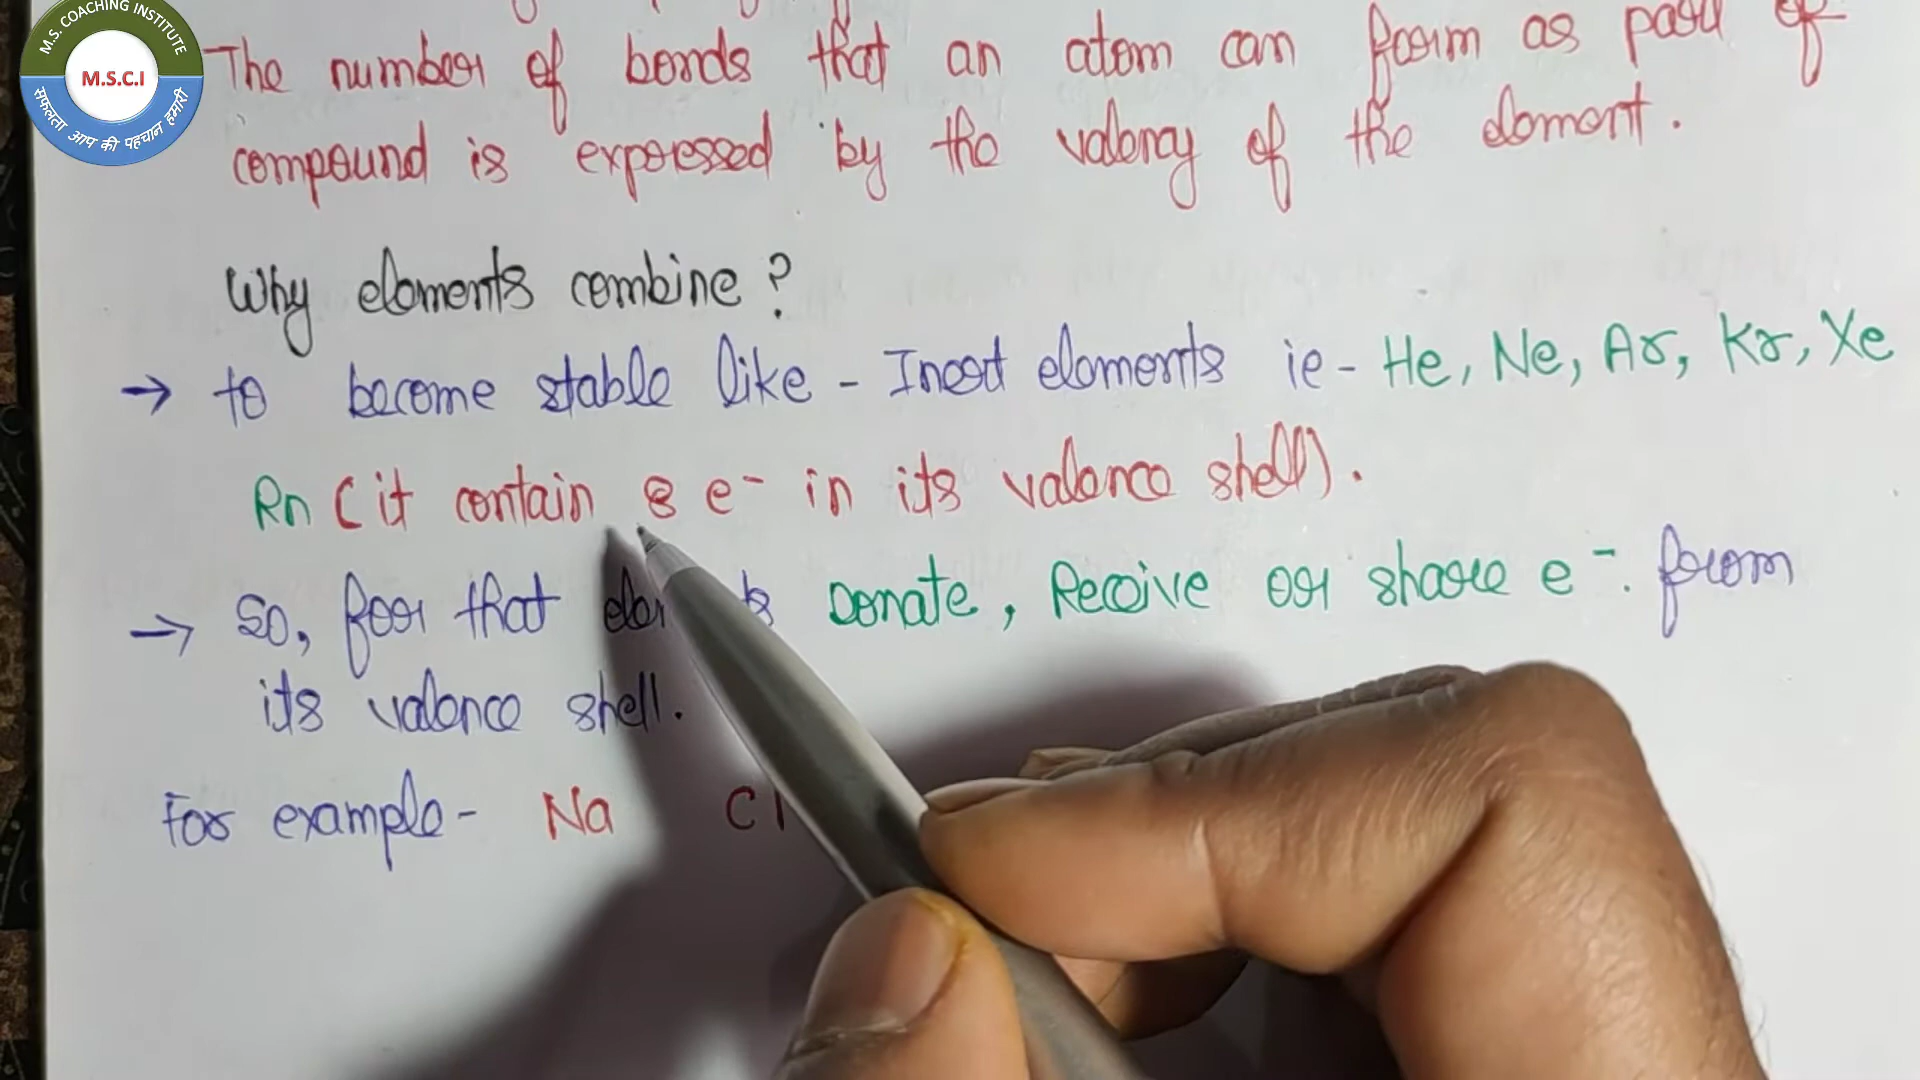 M.S. COACHING INSTITUTE
M.S.C.I
सफलता आप की पहचान हमारी
The number of bonds that an atom can form as part of
compound is expressed by the valency of the element.
Why elements combine?
→ to become stable like - Inert elements ie - He, Ne, Ar, Kr, Xe
Rn (it contain 8 e⁻ in its valence shell).
→ So, for that Donate, Receive or share e⁻. from
its valence shell.
For example- Na Cl